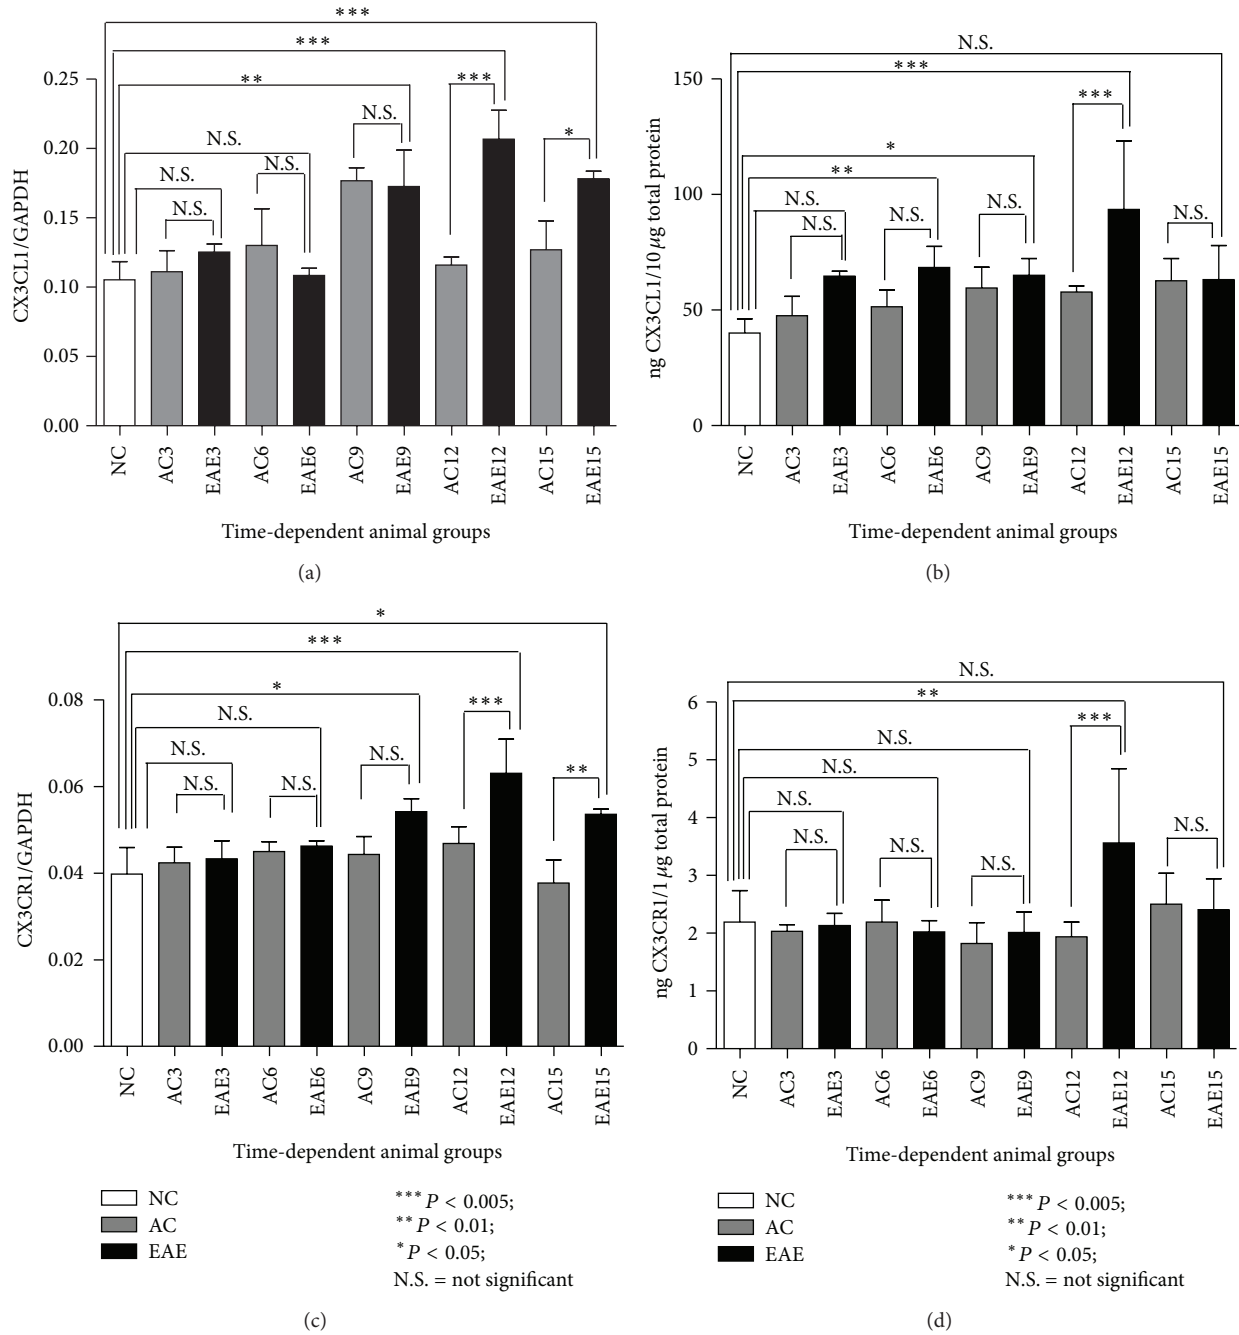 ***
***
**
***
N.S.
N.S.
N.S.
*
N.S.
N.S.
0.25
0.20
0.15
0.10
0.05
0.00
CX3CL1/GAPDH
NC
AC3
EAE3
AC6
EAE6
AC9
EAE9
AC12
EAE12
AC15
EAE15
Time-dependent animal groups
(a)
N.S.
***
***
*
**
N.S.
N.S.
N.S.
N.S.
N.S.
150
100
50
0
ng CX3CL1/10 µg total protein
NC
AC3
EAE3
AC6
EAE6
AC9
EAE9
AC12
EAE12
AC15
EAE15
Time-dependent animal groups
(b)
*
***
*
***
N.S.
N.S.
N.S.
**
N.S.
N.S.
0.08
0.06
0.04
0.02
0.00
CX3CR1/GAPDH
NC
AC3
EAE3
AC6
EAE6
AC9
EAE9
AC12
EAE12
AC15
EAE15
Time-dependent animal groups
NC
AC
EAE
*** P < 0.005;
** P < 0.01;
* P < 0.05;
N.S. = not significant
(c)
N.S.
**
***
N.S.
N.S.
N.S.
N.S.
N.S.
N.S.
N.S.
6
5
4
3
2
1
0
ng CX3CR1/1 µg total protein
NC
AC3
EAE3
AC6
EAE6
AC9
EAE9
AC12
EAE12
AC15
EAE15
Time-dependent animal groups
NC
AC
EAE
*** P < 0.005;
** P < 0.01;
* P < 0.05;
N.S. = not significant
(d)